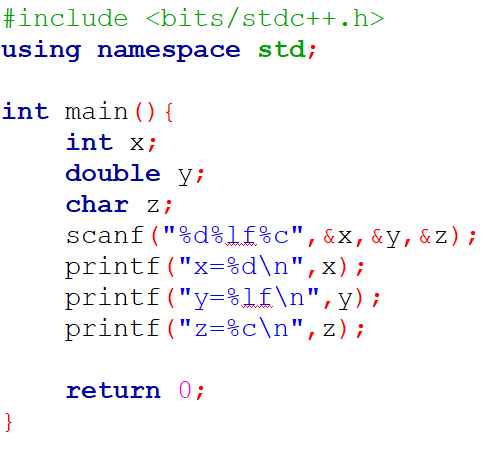 #include <bits/stdc++.h>
using namespace std;

int main(){
    int x;
    double y;
    char z;
    scanf("%d%lf%c",&x,&y,&z);
    printf("x=%d\n",x);
    printf("y=%lf\n",y);
    printf("z=%c\n",z);

    return 0;
}